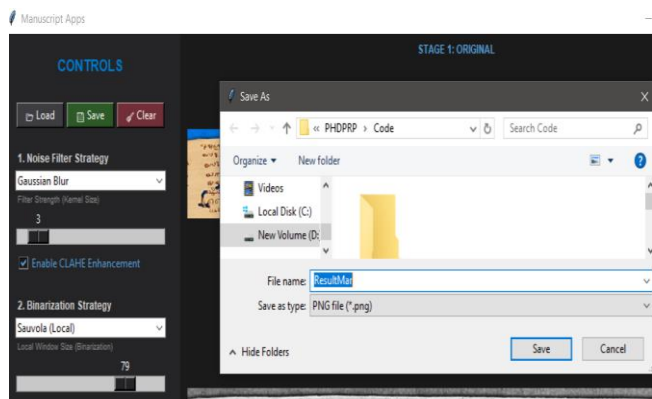 Manuscript Apps
CONTROLS
STAGE 1: ORIGINAL
Load
Save
Clear
1. Noise Filter Strategy
Gaussian Blur
Filter Strength (Kernel Size)
3
Enable CLAHE Enhancement
2. Binarization Strategy
Sauvola (Local)
Local Window Size (Binarization)
79
Save As
« PHDPRP › Code
Search Code
Organize
New folder
Videos
Local Disk (C:)
New Volume (D:
File name:
ResultMar
Save as type:
PNG file (*.png)
Hide Folders
Save
Cancel